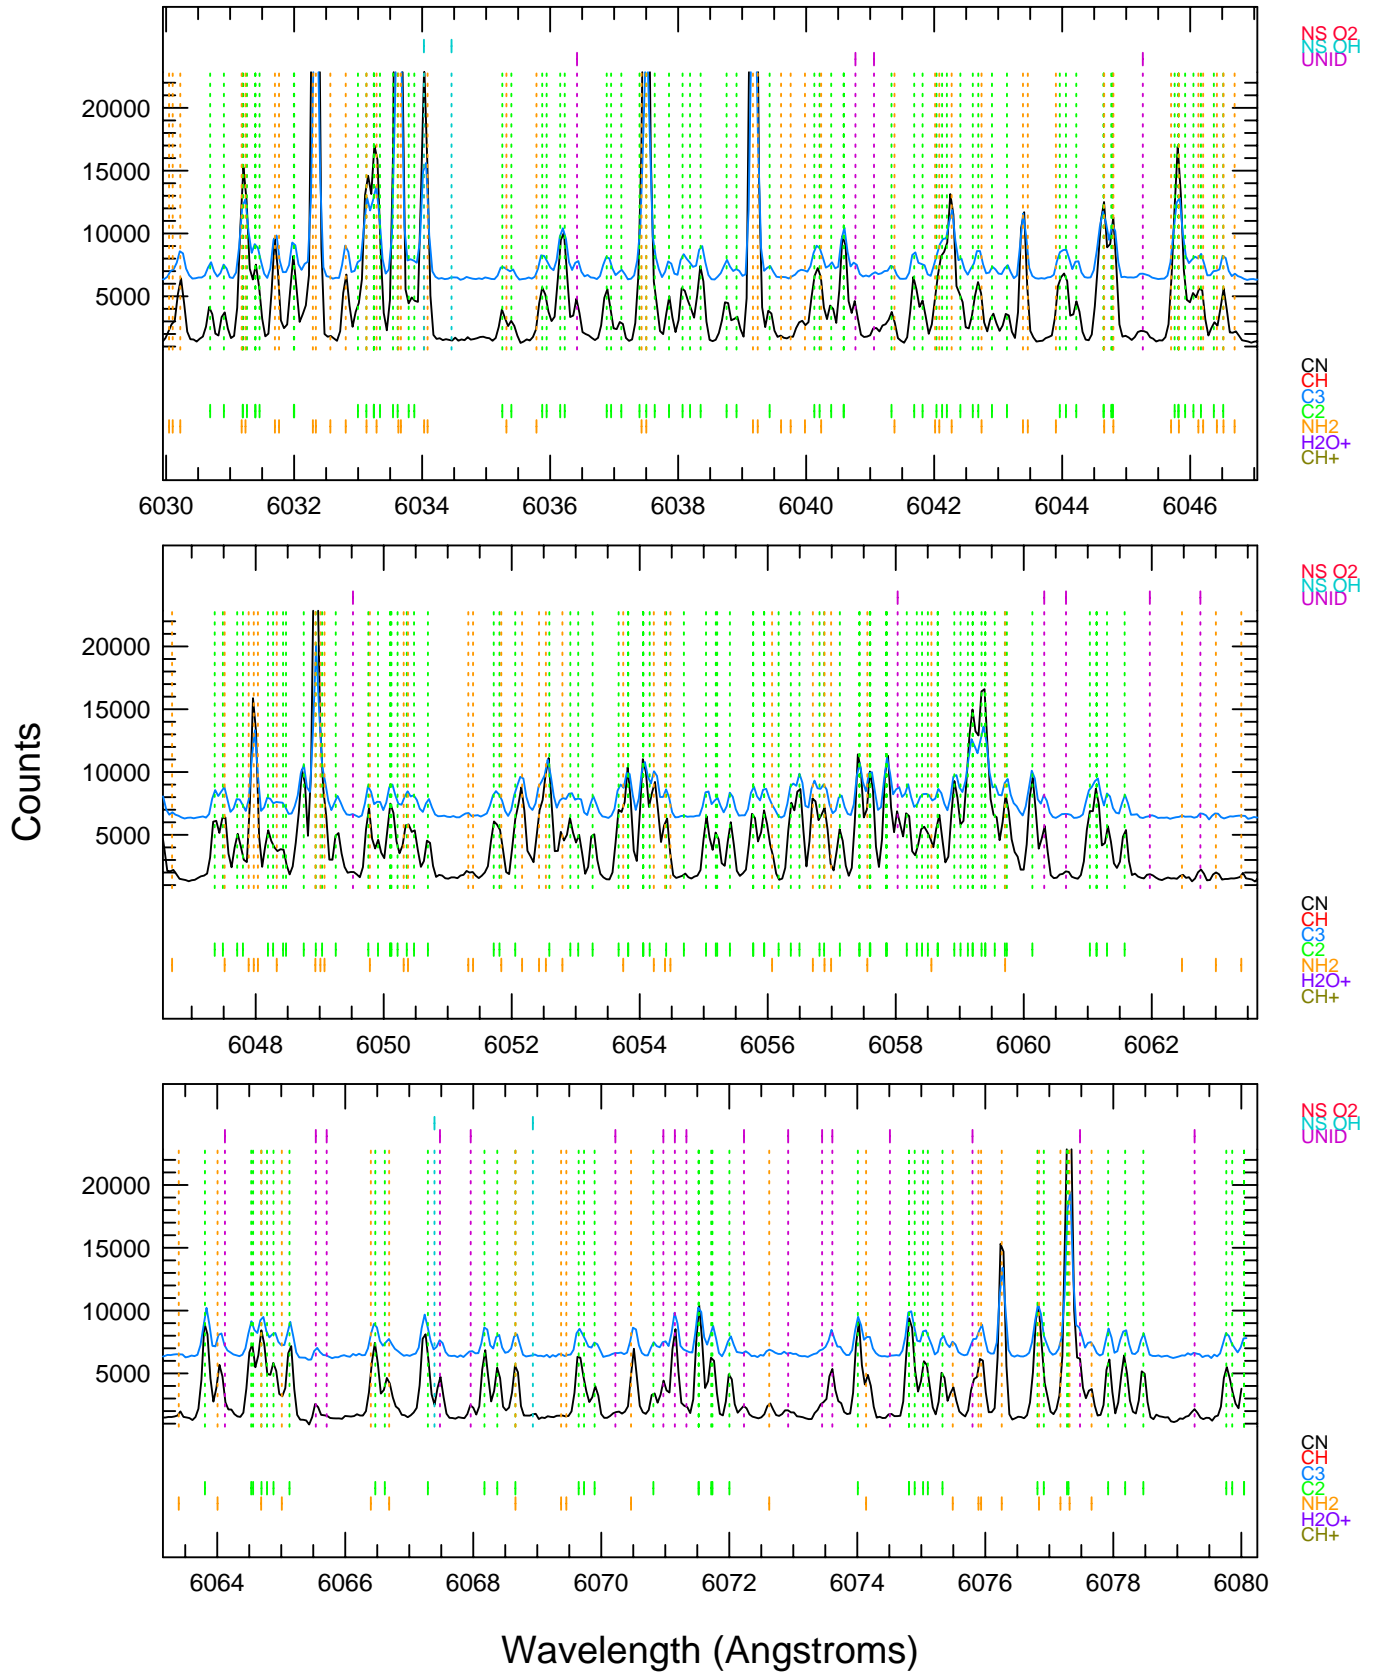 NS O2
NS OH
UNID
20000
15000
10000
5000
CN
CH
C3
C2
NH2
H2O+
CH+
6030 6032 6034 6036 6038 6040 6042 6044 6046
NS O2
NS OH
UNID
20000
15000
10000
5000
Counts
CN
CH
C3
C2
NH2
H2O+
CH+
6048 6050 6052 6054 6056 6058 6060 6062
NS O2
NS OH
UNID
20000
15000
10000
5000
CN
CH
C3
C2
NH2
H2O+
CH+
6064 6066 6068 6070 6072 6074 6076 6078 6080
Wavelength (Angstroms)